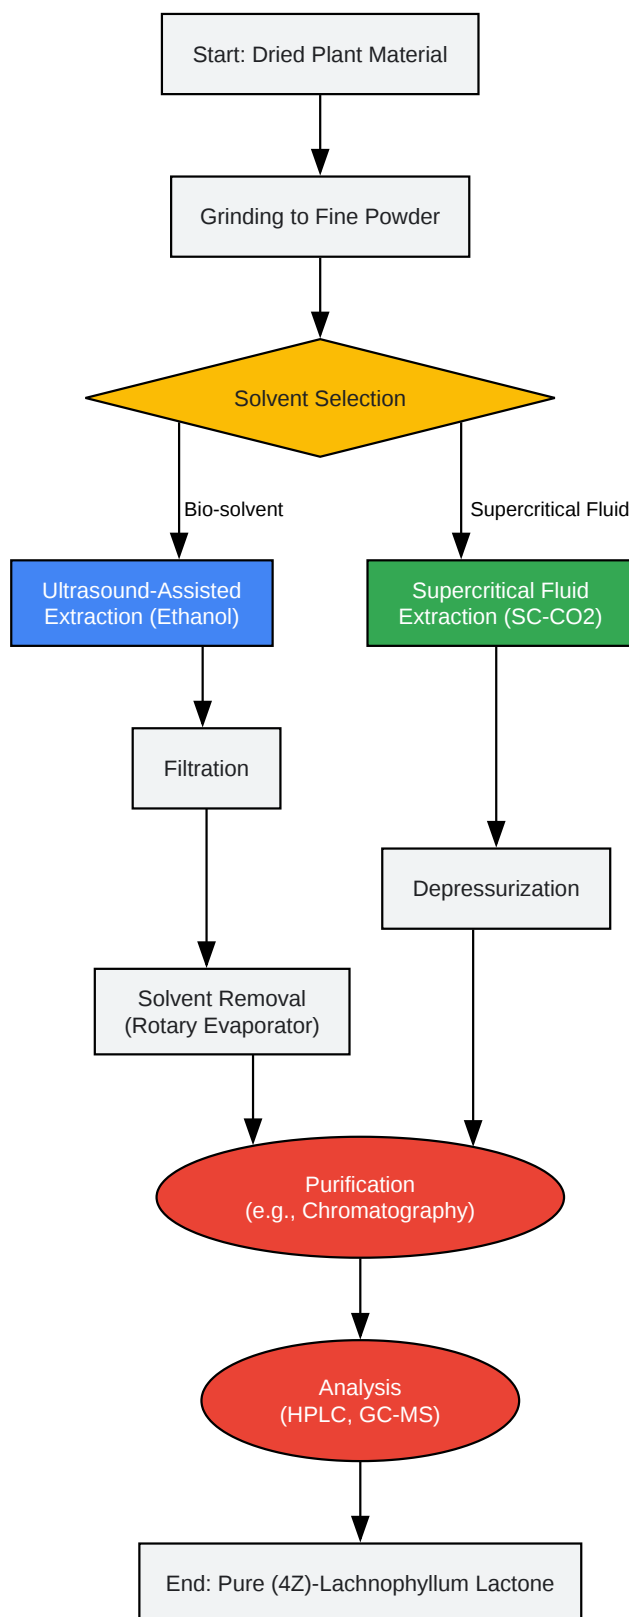 Start: Dried Plant Material
Grinding to Fine Powder
Solvent Selection
Bio-solvent
Supercritical Fluid
Ultrasound-Assisted
Extraction (Ethanol)
Supercritical Fluid
Extraction (SC-CO2)
Filtration
Depressurization
Solvent Removal
(Rotary Evaporator)
Purification
(e.g., Chromatography)
Analysis
(HPLC, GC-MS)
End: Pure (4Z)-Lachnophyllum Lactone